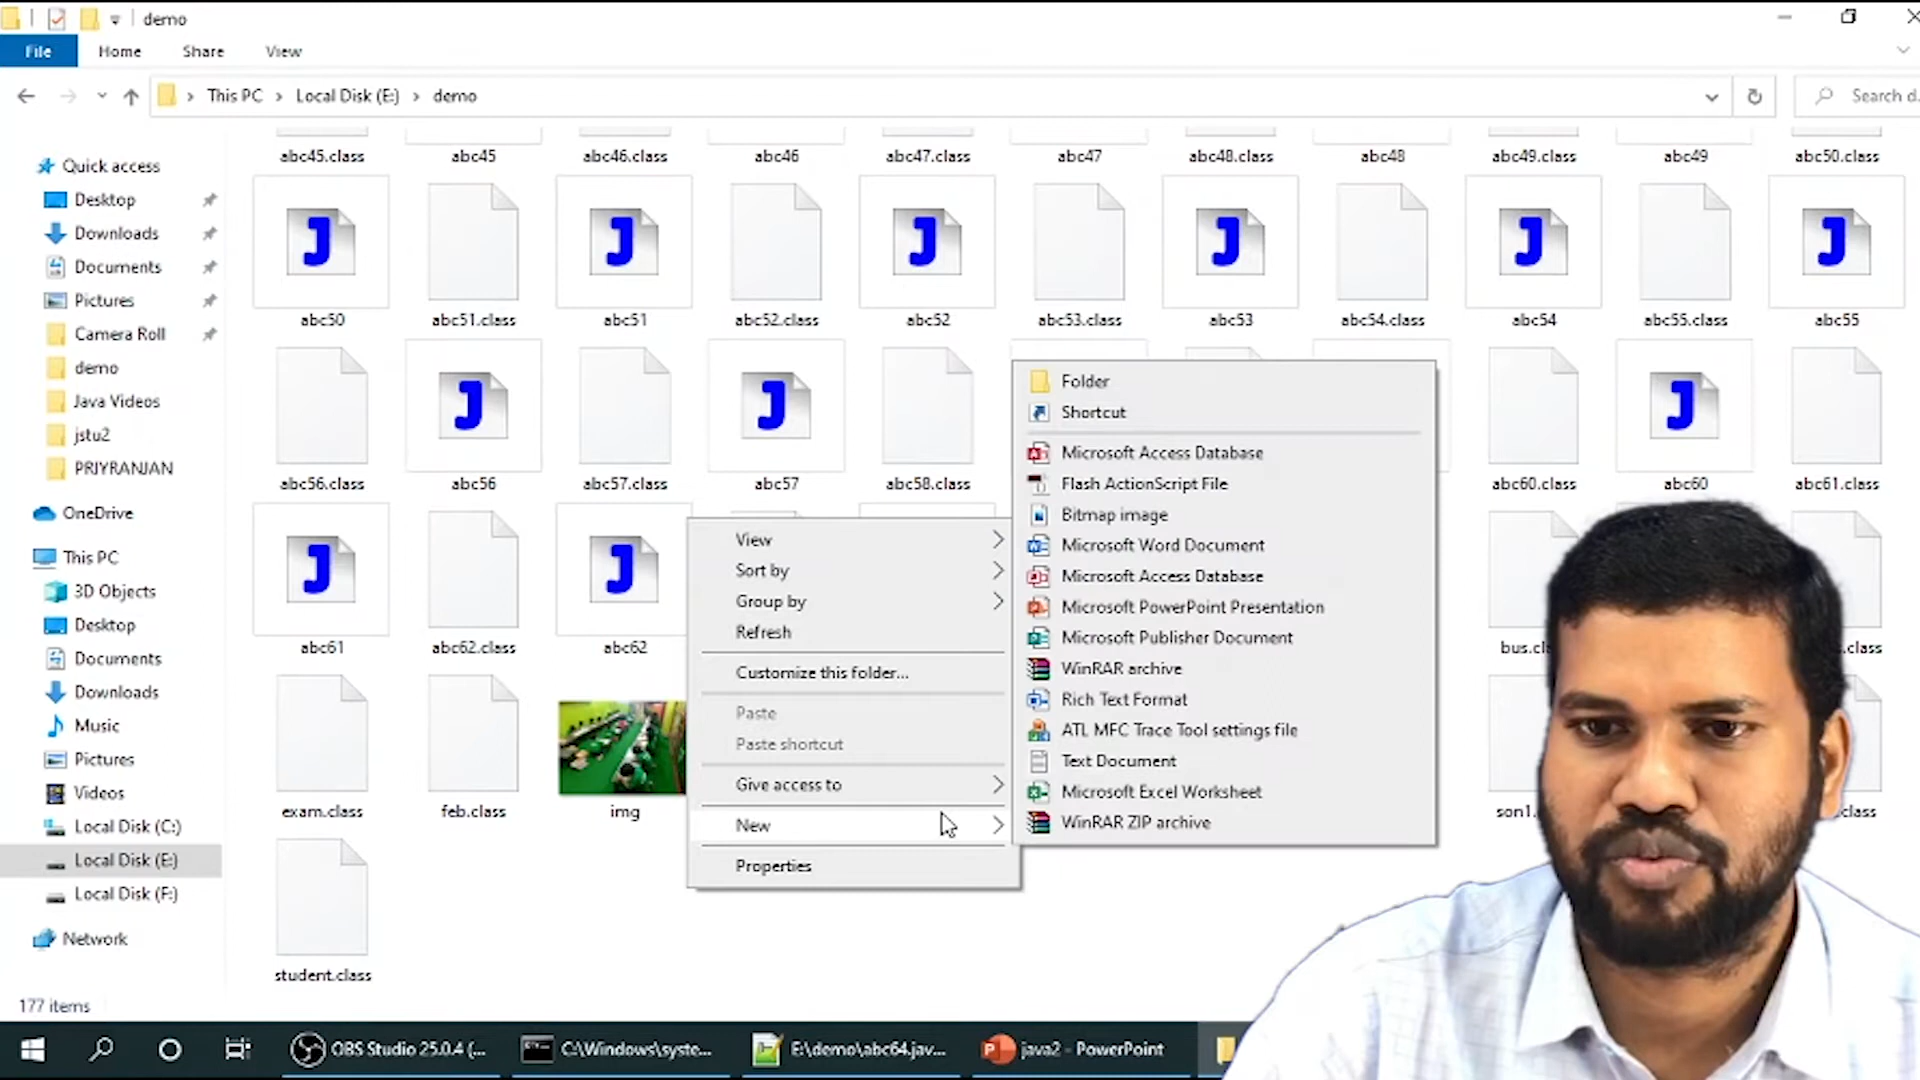 demo
File Home Share View
This PC Local Disk (E:) demo Search d.
abc45.class abc45 abc46.class abc46 abc47.class abc47 abc48.class abc48 abc49.class abc49 abc50.class
Quick access
Desktop
Downloads
Documents
Pictures
Camera Roll
demo
Java Videos
jstu2
PRIYRANJAN
OneDrive
This PC
3D Objects
Desktop
Documents
Downloads
Music
Pictures
Videos
Local Disk (C:)
Local Disk (E:)
Local Disk (F:)
Network
abc50 abc51.class abc51 abc52.class abc52 abc53.class abc53 abc54.class abc54 abc55.class abc55
abc56.class abc56 abc57.class abc57 abc58.class abc60.class abc60 abc61.class
abc61 abc62.class abc62 bus.cl .class
exam.class feb.class img son1. class
student.class
View
Sort by
Group by
Refresh
Customize this folder...
Paste
Paste shortcut
Give access to
New
Properties
Folder
Shortcut
Microsoft Access Database
Flash ActionScript File
Bitmap image
Microsoft Word Document
Microsoft Access Database
Microsoft PowerPoint Presentation
Microsoft Publisher Document
WinRAR archive
Rich Text Format
ATL MFC Trace Tool settings file
Text Document
Microsoft Excel Worksheet
WinRAR ZIP archive
177 items
OBS Studio 25.0.4 (... C:\Windows\syste... E:\demo\abc64.jav... java2 - PowerPoint